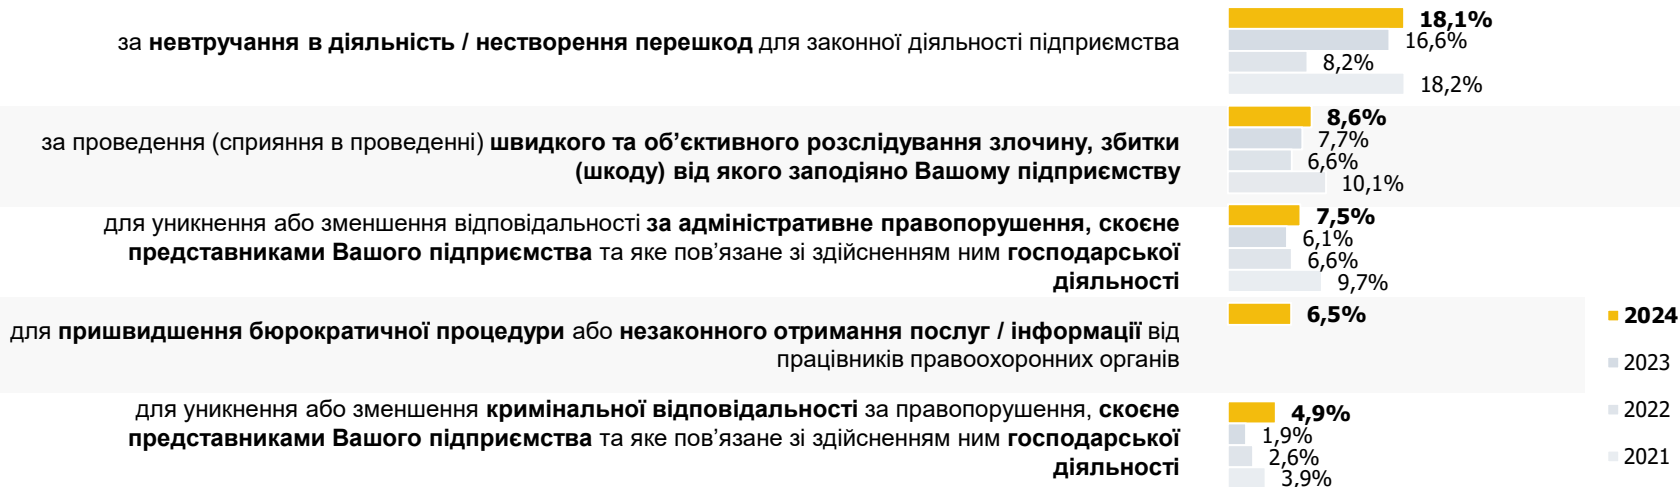 за невтручання в діяльність / нестворення перешкод для законної діяльності підприємства
18,1%
16,6%
8,2%
18,2%
за проведення (сприяння в проведенні) швидкого та об’єктивного розслідування злочину, збитки
(шкоду) від якого заподіяно Вашому підприємству
8,6%
7,7%
6,6%
10,1%
для уникнення або зменшення відповідальності за адміністративне правопорушення, скоєне
представниками Вашого підприємства та яке пов’язане зі здійсненням ним господарської
діяльності
7,5%
6,1%
6,6%
9,7%
для пришвидшення бюрократичної процедури або незаконного отримання послуг / інформації від
працівників правоохоронних органів
6,5%
для уникнення або зменшення кримінальної відповідальності за правопорушення, скоєне
представниками Вашого підприємства та яке пов’язане зі здійсненням ним господарської
діяльності
4,9%
1,9%
2,6%
3,9%
2024
2023
2022
2021